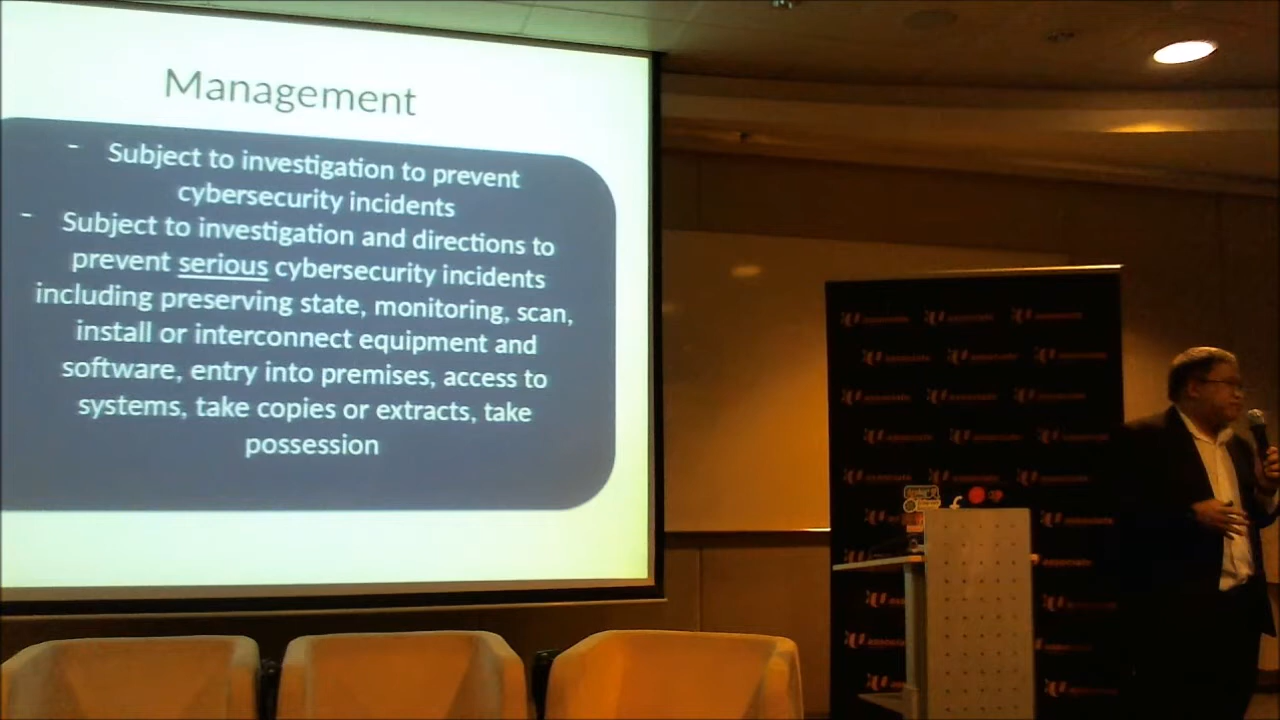 Management
- Subject to investigation to prevent
cybersecurity incidents
- Subject to investigation and directions to
prevent serious cybersecurity incidents
including preserving state, monitoring, scan,
install or interconnect equipment and
software, entry into premises, access to
systems, take copies or extracts, take
possession